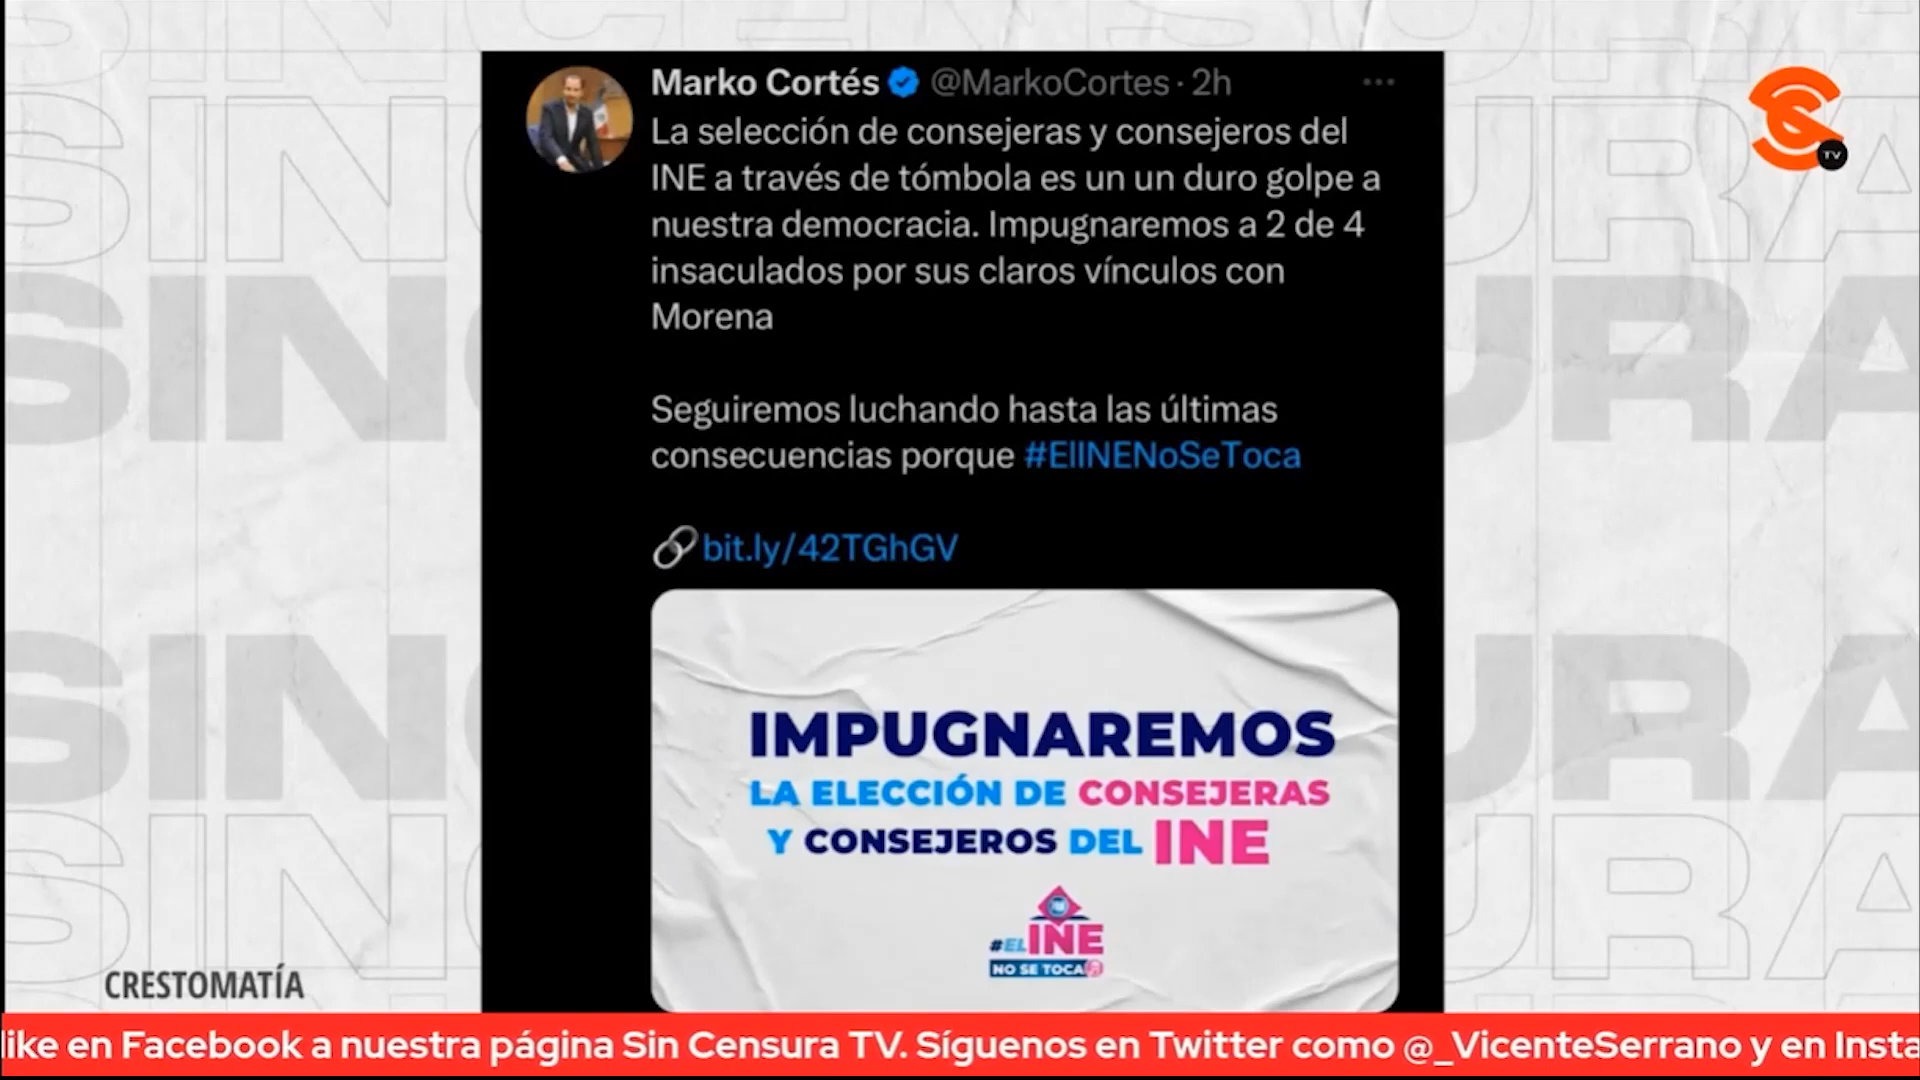 Marko Cortés @MarkoCortes · 2h
La selección de consejeras y consejeros del
INE a través de tómbola es un un duro golpe a
nuestra democracia. Impugnaremos a 2 de 4
insaculados por sus claros vínculos con
Morena
Seguiremos luchando hasta las últimas
consecuencias porque #ElINENoSeToca
bit.ly/42TGhGV
IMPUGNAREMOS
LA ELECCIÓN DE CONSEJERAS
Y CONSEJEROS DEL INE
#EL INE
NO SE TOCA
TV
CRESTOMATÍA
like en Facebook a nuestra página Sin Censura TV. Síguenos en Twitter como @_VicenteSerrano y en Insta